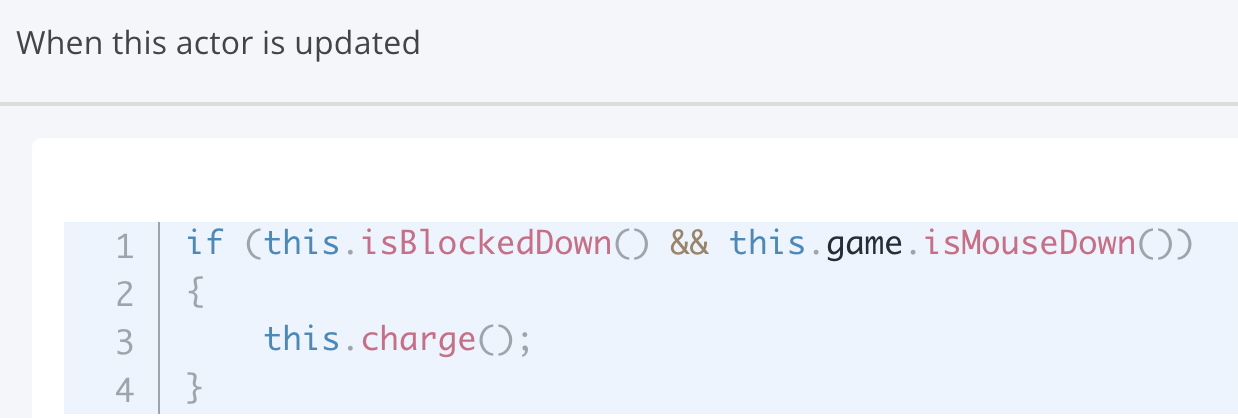 When this actor is updated
1 if (this.isBlockedDown() && this.game.isMouseDown())
2 {
3     this.charge();
4 }